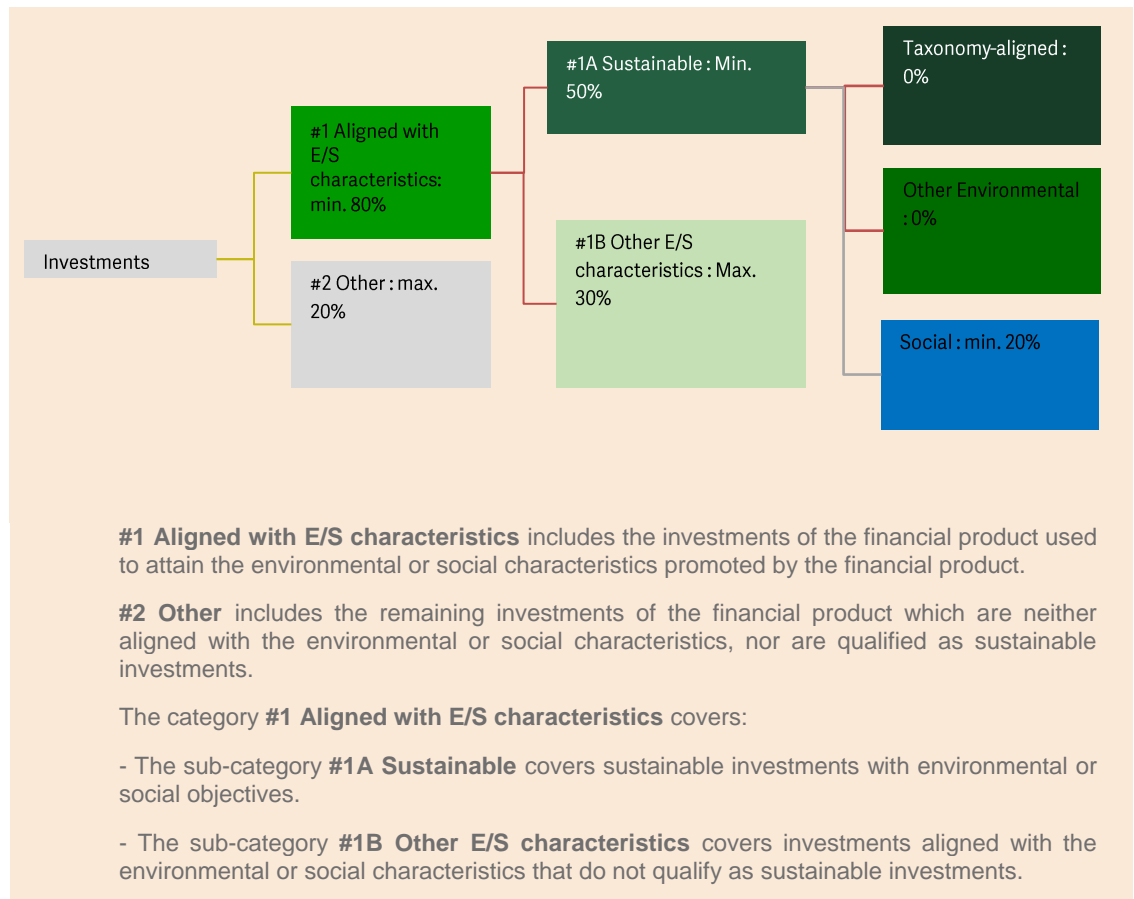 Investments
#1 Aligned with
E/S
characteristics:
min. 80%
#2 Other : max.
20%
#1A Sustainable : Min.
50%
#1B Other E/S
characteristics : Max.
30%
Taxonomy-aligned :
0%
Other Environmental
: 0%
Social : min. 20%
#1 Aligned with E/S characteristics includes the investments of the financial product used
to attain the environmental or social characteristics promoted by the financial product.
#2 Other includes the remaining investments of the financial product which are neither
aligned with the environmental or social characteristics, nor are qualified as sustainable
investments.
The category #1 Aligned with E/S characteristics covers:
- The sub-category #1A Sustainable covers sustainable investments with environmental or
social objectives.
- The sub-category #1B Other E/S characteristics covers investments aligned with the
environmental or social characteristics that do not qualify as sustainable investments.